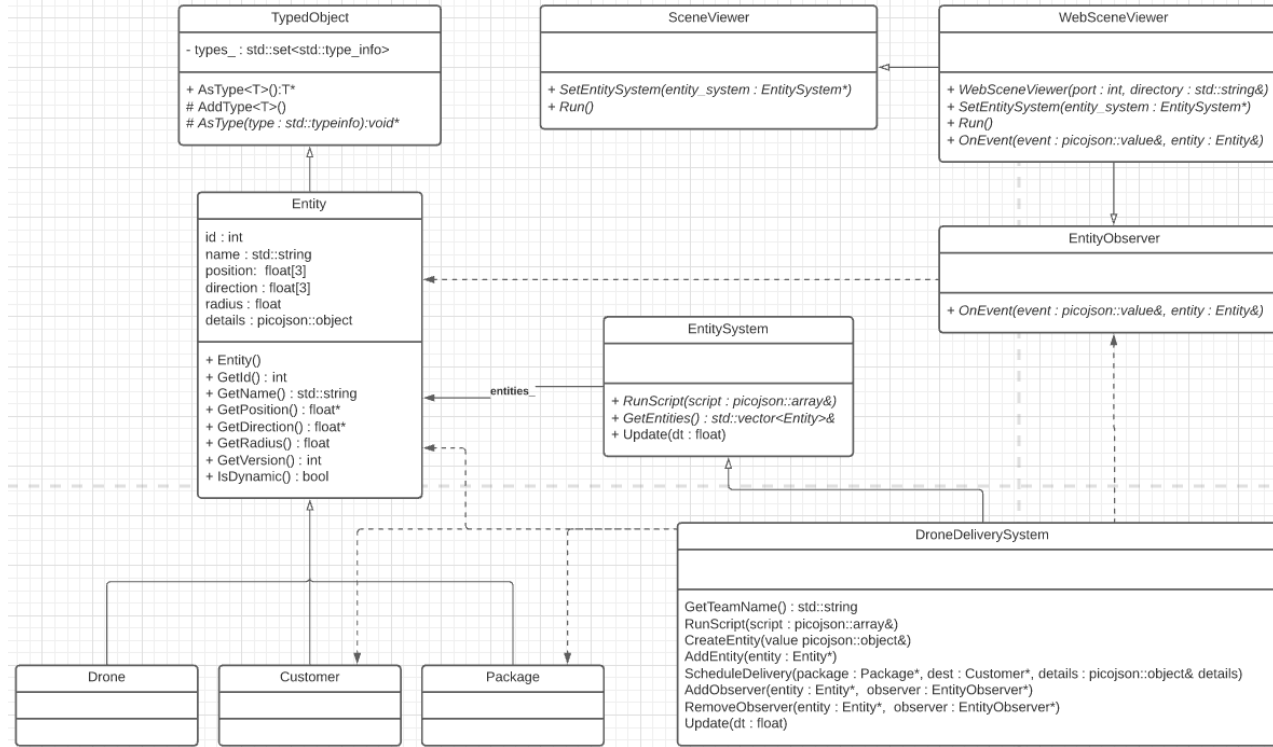 TypedObject
- types_ : std::set<std::type_info>
+ AsType<T>():T*
# AddType<T>()
# AsType(type : std::typeinfo):void*
SceneViewer
+ SetEntitySystem(entity_system : EntitySystem*)
+ Run()
WebSceneViewer
+ WebSceneViewer(port : int, directory : std::string&)
+ SetEntitySystem(entity_system : EntitySystem*)
+ Run()
+ OnEvent(event : picojson::value&, entity : Entity&)
Entity
id : int
name : std::string
position: float[3]
direction : float[3]
radius : float
details : picojson::object
+ Entity()
+ GetId() : int
+ GetName() : std::string
+ GetPosition() : float*
+ GetDirection() : float*
+ GetRadius() : float
+ GetVersion() : int
+ IsDynamic() : bool
EntityObserver
+ OnEvent(event : picojson::value&, entity : Entity&)
entities_
EntitySystem
+ RunScript(script : picojson::array&)
+ GetEntities() : std::vector<Entity>&
+ Update(dt : float)
DroneDeliverySystem
GetTeamName() : std::string
RunScript(script : picojson::array&)
CreateEntity(value picojson::object&)
AddEntity(entity : Entity*)
ScheduleDelivery(package : Package*, dest : Customer*, details : picojson::object& details)
AddObserver(entity : Entity*, observer : EntityObserver*)
RemoveObserver(entity : Entity*, observer : EntityObserver*)
Update(dt : float)
Drone
Customer
Package